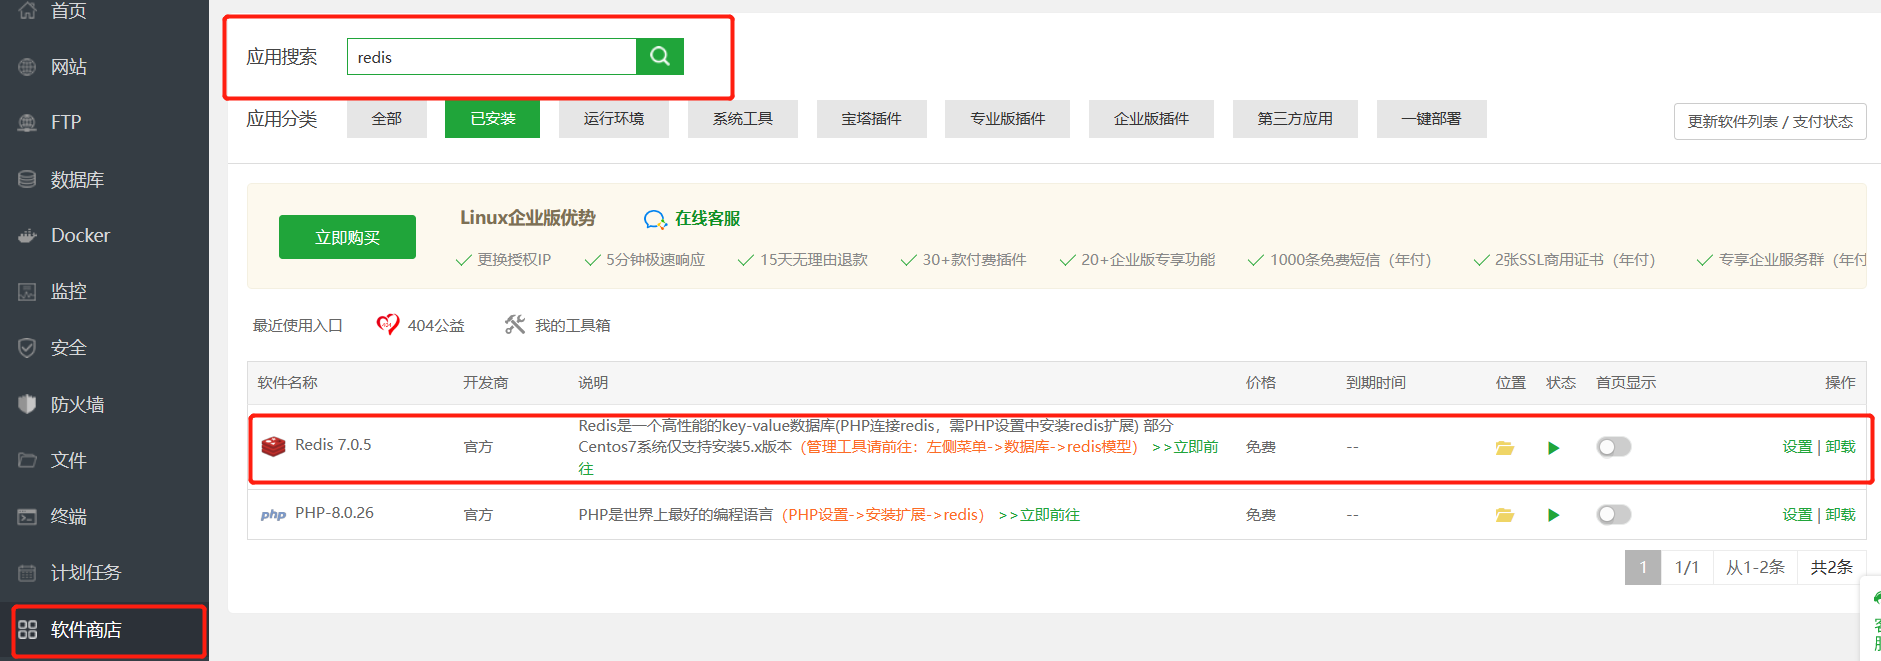 首页
网站
FTP
数据库
Docker
监控
安全
防火墙
文件
终端
计划任务
软件商店
应用搜索 redis
应用分类 全部 已安装 运行环境 系统工具 宝塔插件 专业版插件 企业版插件 第三方应用 一键部署 更新软件列表 / 支付状态
立即购买
Linux企业版优势 在线客服
更换授权IP 5分钟极速响应 15天无理由退款 30+款付费插件 20+企业版专享功能 1000条免费短信（年付） 2张SSL商用证书（年付） 专享企业服务群（年付
最近使用入口 404公益 我的工具箱
软件名称 开发商 说明 价格 到期时间 位置 状态 首页显示 操作
Redis 7.0.5 官方 Redis是一个高性能的key-value数据库(PHP连接redis，需PHP设置中安装redis扩展) 部分
Centos7系统仅支持安装5.x版本（管理工具请前往：左侧菜单->数据库->redis模型） >>立即前
往
免费 -- 设置 | 卸载
php PHP-8.0.26 官方 PHP是世界上最好的编程语言（PHP设置->安装扩展->redis） >>立即前往 免费 -- 设置 | 卸载
1 1/1 从1-2条 共2条